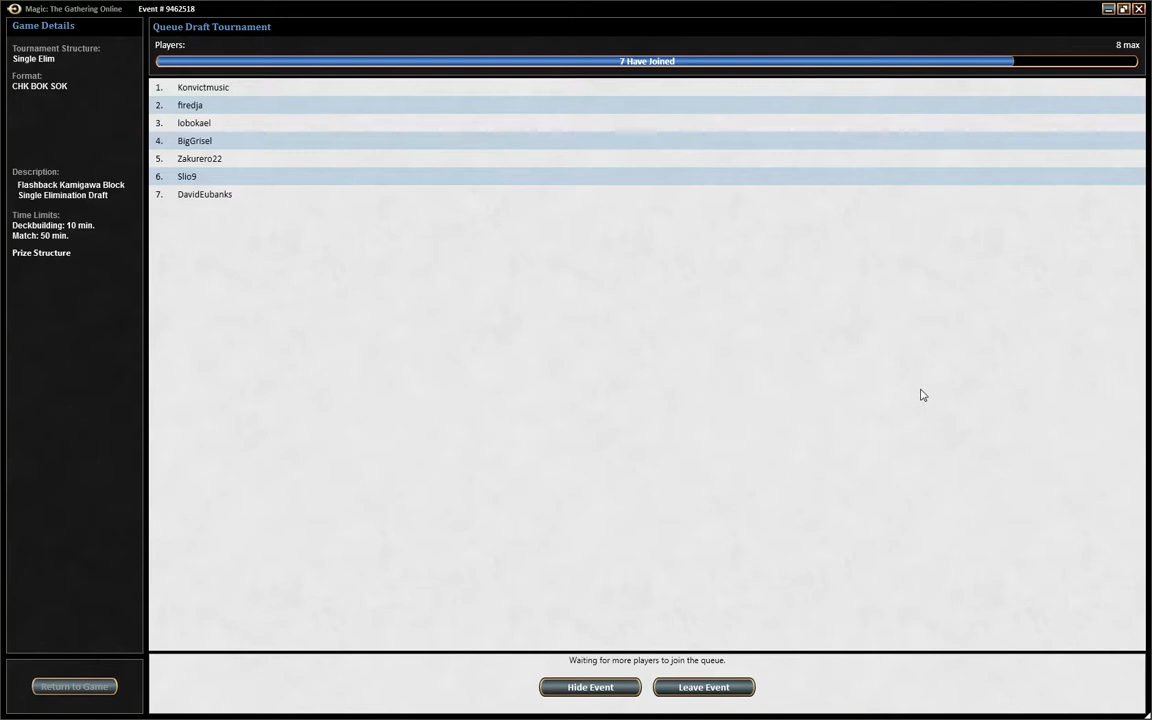 Magic: The Gathering Online Event # 9462518
Game Details
Tournament Structure:
Single Elim
Format:
CHK BOK SOK
Description:
Flashback Kamigawa Block
Single Elimination Draft
Time Limits:
Deckbuilding: 10 min.
Match: 50 min.
Prize Structure
Return to Game
Queue Draft Tournament
Players: 8 max
7 Have Joined
1. Konvictmusic
2. firedja
3. lobokael
4. BigGrisel
5. Zakurero22
6. Slio9
7. DavidEubanks
Waiting for more players to join the queue.
Hide Event Leave Event